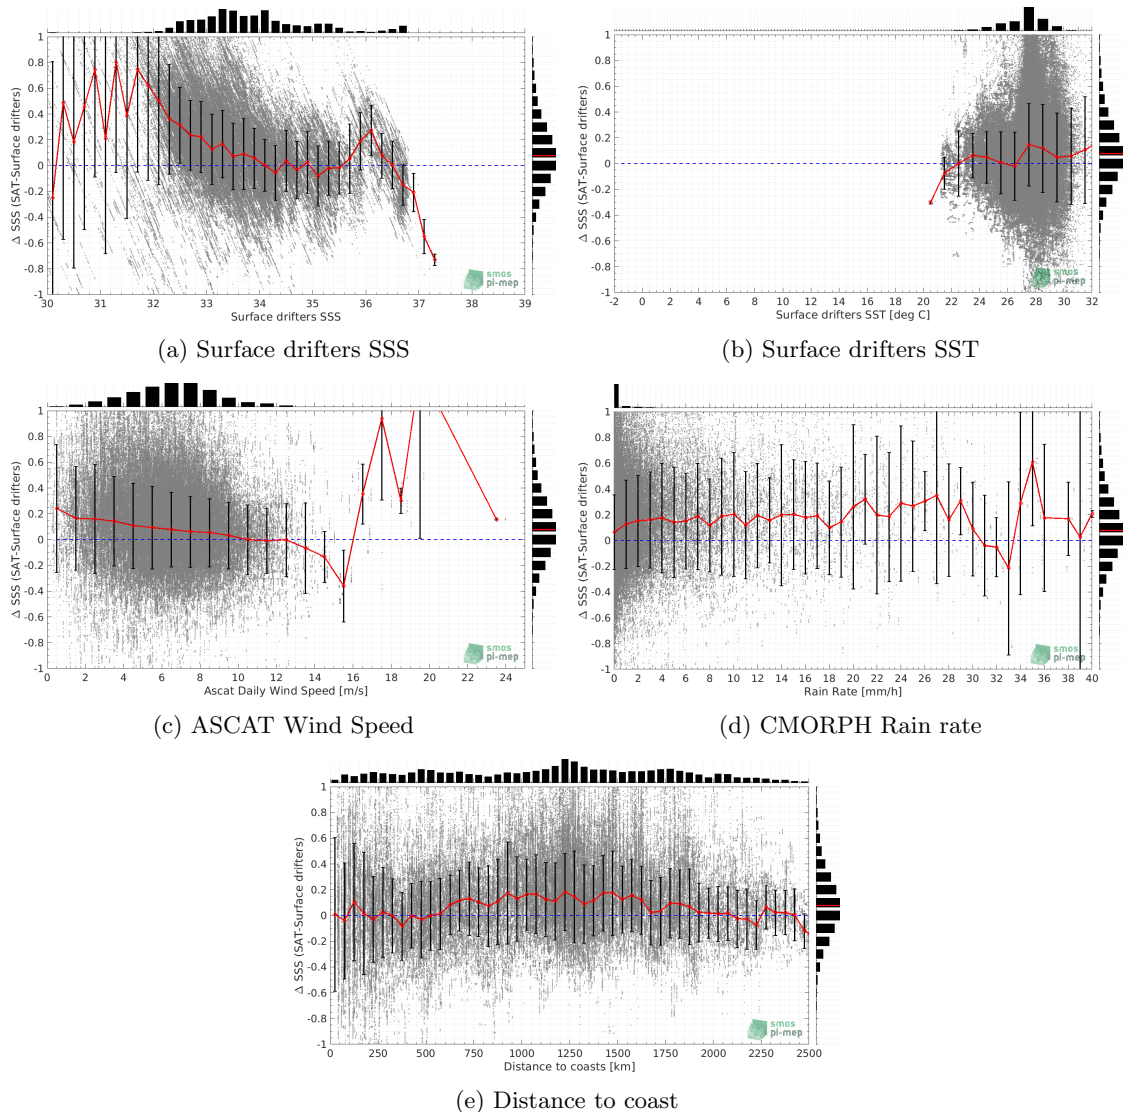 1
0.8
0.6
0.4
0.2
0
-0.2
-0.4
-0.6
-0.8
-1
Δ SSS (SAT-Surface drifters)
30 31 32 33 34 35 36 37 38 39
Surface drifters SSS
smos
pi-mep
(a) Surface drifters SSS
1
0.8
0.6
0.4
0.2
0
-0.2
-0.4
-0.6
-0.8
-1
Δ SSS (SAT-Surface drifters)
-2 0 2 4 6 8 10 12 14 16 18 20 22 24 26 28 30 32
Surface drifters SST [deg C]
smos
pi-mep
(b) Surface drifters SST
1
0.8
0.6
0.4
0.2
0
-0.2
-0.4
-0.6
-0.8
-1
Δ SSS (SAT-Surface drifters)
0 2 4 6 8 10 12 14 16 18 20 22 24
Ascat Daily Wind Speed [m/s]
smos
pi-mep
(c) ASCAT Wind Speed
1
0.8
0.6
0.4
0.2
0
-0.2
-0.4
-0.6
-0.8
-1
Δ SSS (SAT-Surface drifters)
0 2 4 6 8 10 12 14 16 18 20 22 24 26 28 30 32 34 36 38 40
Rain Rate [mm/h]
smos
pi-mep
(d) CMORPH Rain rate
1
0.8
0.6
0.4
0.2
0
-0.2
-0.4
-0.6
-0.8
-1
Δ SSS (SAT-Surface drifters)
0 250 500 750 1000 1250 1500 1750 2000 2250 2500
Distance to coasts [km]
smos
pi-mep
(e) Distance to coast